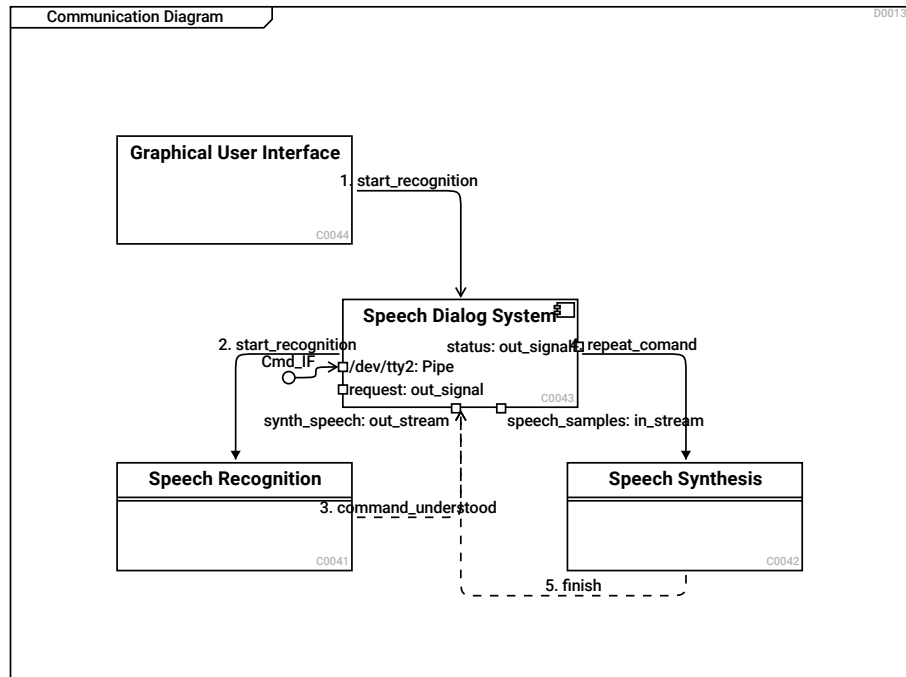 Communication Diagram
D0013
Graphical User Interface
1. start_recognition
C0044
Speech Dialog System
2. start_recognition
status: out_signal
4. repeat_comand
Cmd_IF
/dev/tty2: Pipe
request: out_signal
C0043
synth_speech: out_stream
speech_samples: in_stream
Speech Recognition
Speech Synthesis
3. command_understood
C0041
C0042
5. finish